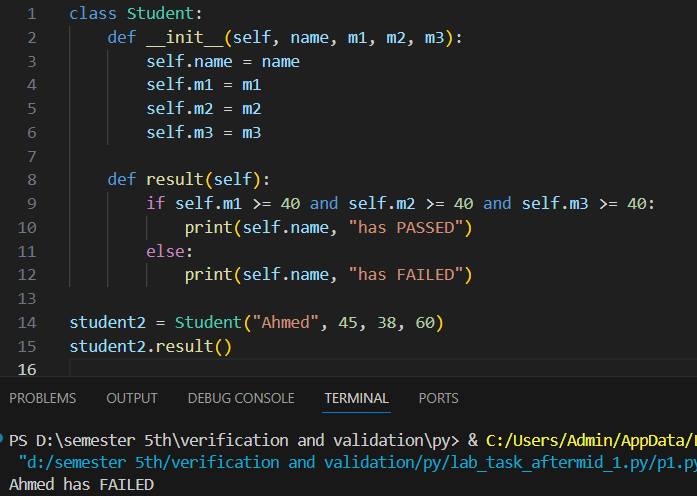 1 class Student:
2     def __init__(self, name, m1, m2, m3):
3         self.name = name
4         self.m1 = m1
5         self.m2 = m2
6         self.m3 = m3
7
8     def result(self):
9         if self.m1 >= 40 and self.m2 >= 40 and self.m3 >= 40:
10             print(self.name, "has PASSED")
11         else:
12             print(self.name, "has FAILED")
13
14 student2 = Student("Ahmed", 45, 38, 60)
15 student2.result()
16
PROBLEMS OUTPUT DEBUG CONSOLE TERMINAL PORTS
PS D:\semester 5th\verification and validation\py> & C:/Users/Admin/AppData/
"d:/semester 5th/verification and validation/py/lab_task_aftermid_1.py/p1.py
Ahmed has FAILED